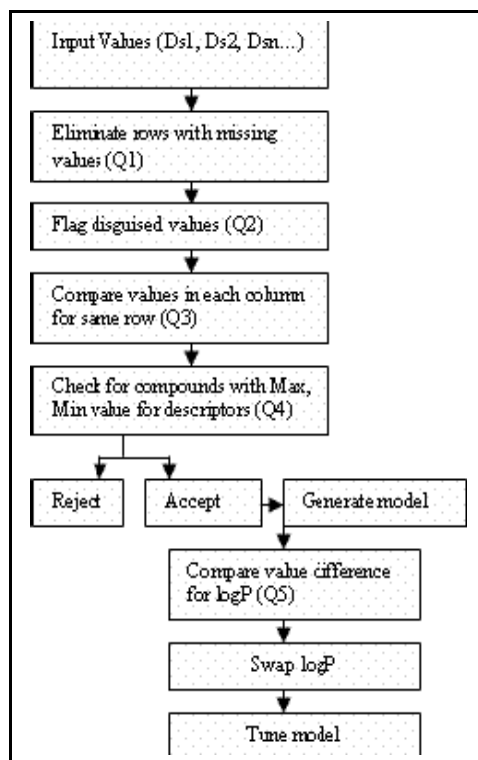 Input Values (Ds1, Ds2, Dsn...)
Eliminate rows with missing
values (Q1)
Flag disguised values (Q2)
Compare values in each column
for same row (Q3)
Check for compounds with Max,
Min value for descriptors (Q4)
Reject
Accept
Generate model
Compare value difference
for logP (Q5)
Swap logP
Tune model